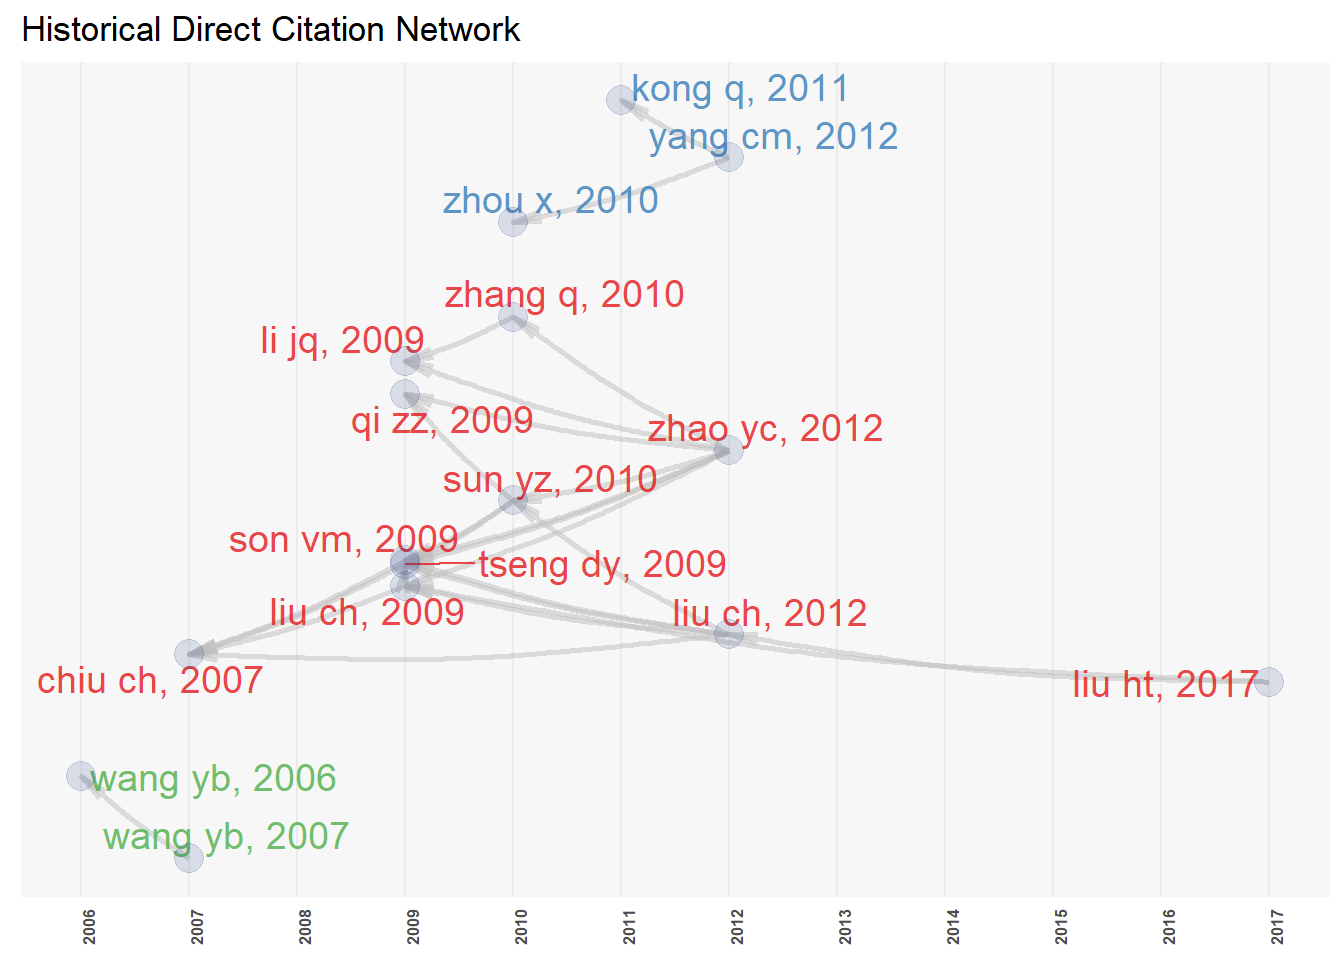 Historical Direct Citation Network
kong q, 2011
yang cm, 2012
zhou x, 2010
zhang q, 2010
li jq, 2009
qi zz, 2009
zhao yc, 2012
sun yz, 2010
son vm, 2009
tseng dy, 2009
liu ch, 2009
liu ch, 2012
chiu ch, 2007
liu ht, 2017
wang yb, 2006
wang yb, 2007
2006 2007 2008 2009 2010 2011 2012 2013 2014 2015 2016 2017